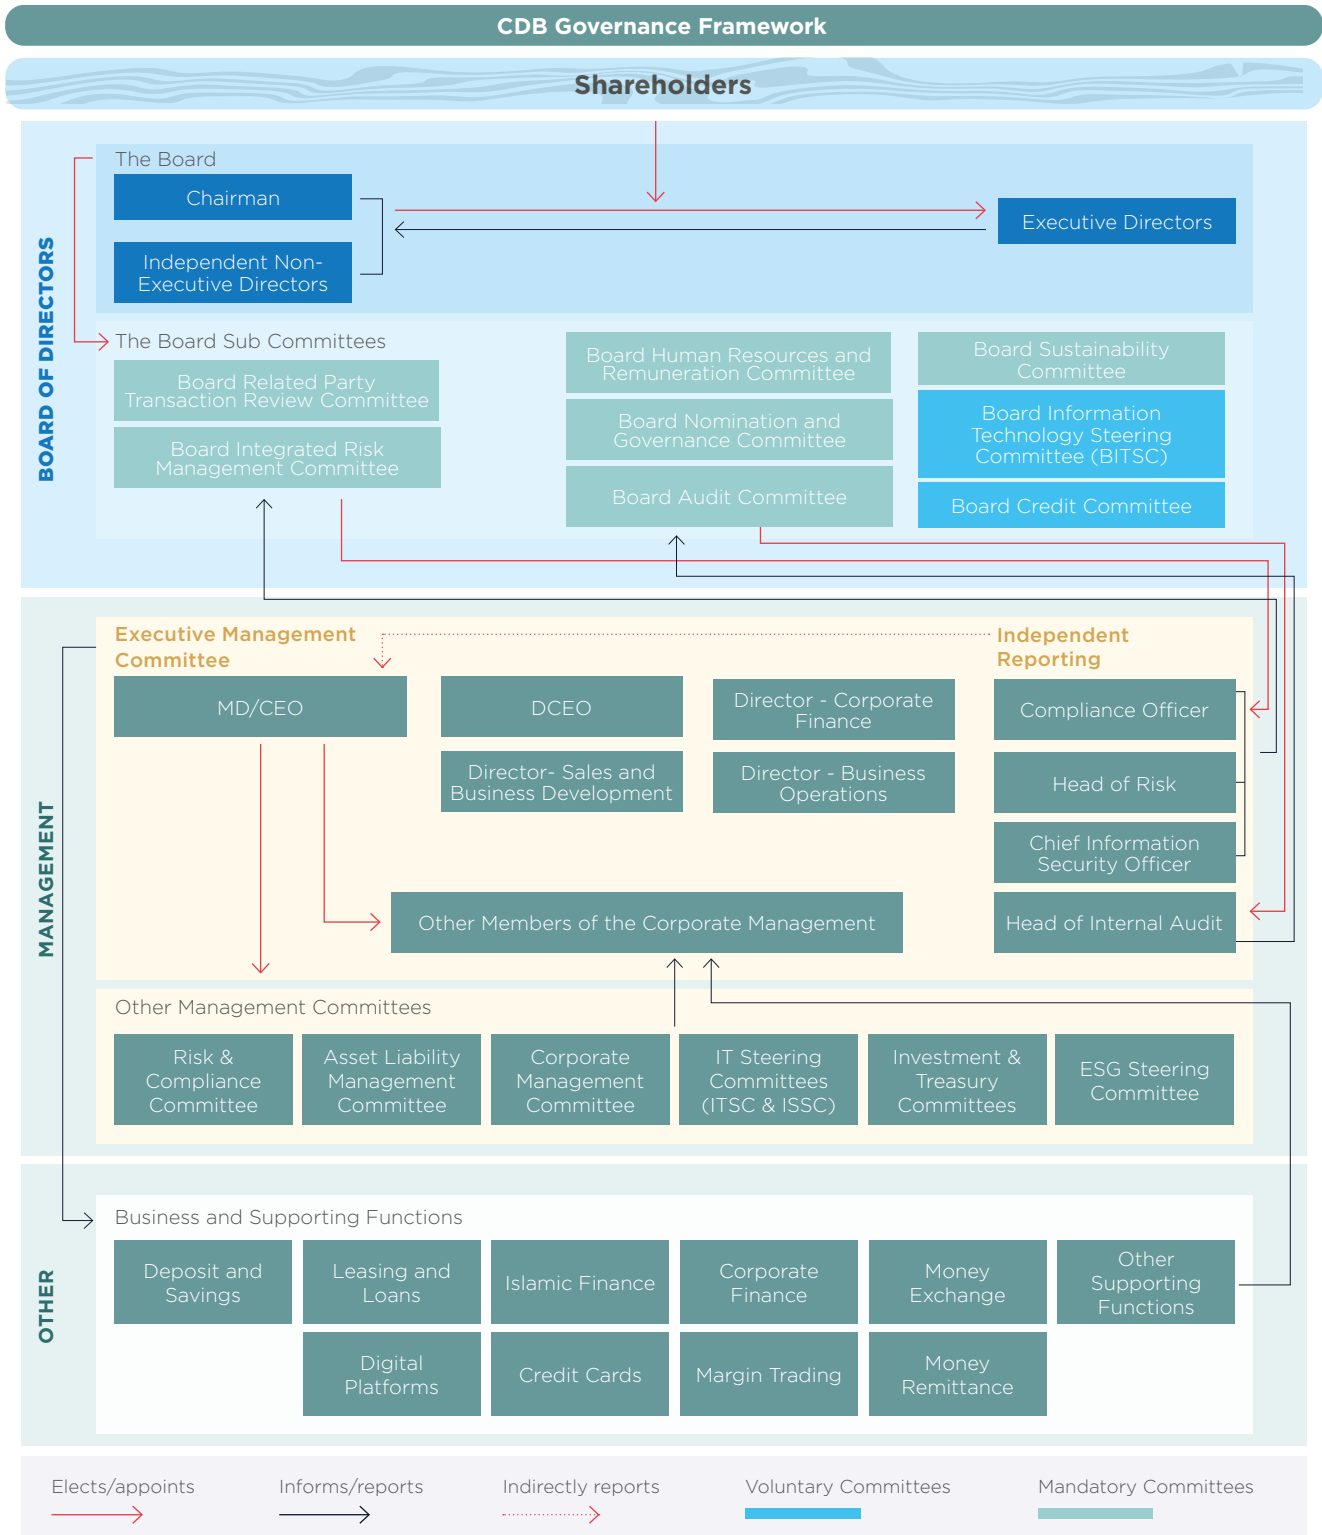 CDB Governance Framework
Shareholders
BOARD OF DIRECTORS
The Board
Chairman
Independent Non-
Executive Directors
Executive Directors
The Board Sub Committees
Board Related Party
Transaction Review Committee
Board Integrated Risk
Management Committee
Board Human Resources and
Remuneration Committee
Board Nomination and
Governance Committee
Board Audit Committee
Board Sustainability
Committee
Board Information
Technology Steering
Committee (BITSC)
Board Credit Committee
MANAGEMENT
Executive Management
Committee
Independent
Reporting
MD/CEO
DCEO
Director - Corporate
Finance
Compliance Officer
Director- Sales and
Business Development
Director - Business
Operations
Head of Risk
Chief Information
Security Officer
Other Members of the Corporate Management
Head of Internal Audit
Other Management Committees
Risk &
Compliance
Committee
Asset Liability
Management
Committee
Corporate
Management
Committee
IT Steering
Committees
(ITSC & ISSC)
Investment &
Treasury
Committees
ESG Steering
Committee
OTHER
Business and Supporting Functions
Deposit and
Savings
Leasing and
Loans
Islamic Finance
Corporate
Finance
Money
Exchange
Other
Supporting
Functions
Digital
Platforms
Credit Cards
Margin Trading
Money
Remittance
Elects/appoints
Informs/reports
Indirectly reports
Voluntary Committees
Mandatory Committees